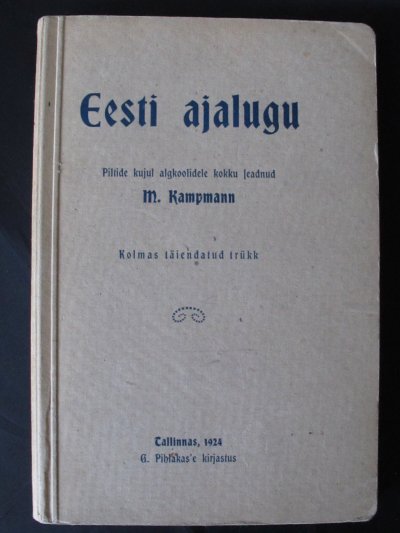 Eesti ajalugu
Piltide kujul algkoolidele kokku seadnud
M. Kampmann
Kolmas täiendatud trükk
Tallinnas, 1924
G. Pihlakas'e kirjastus